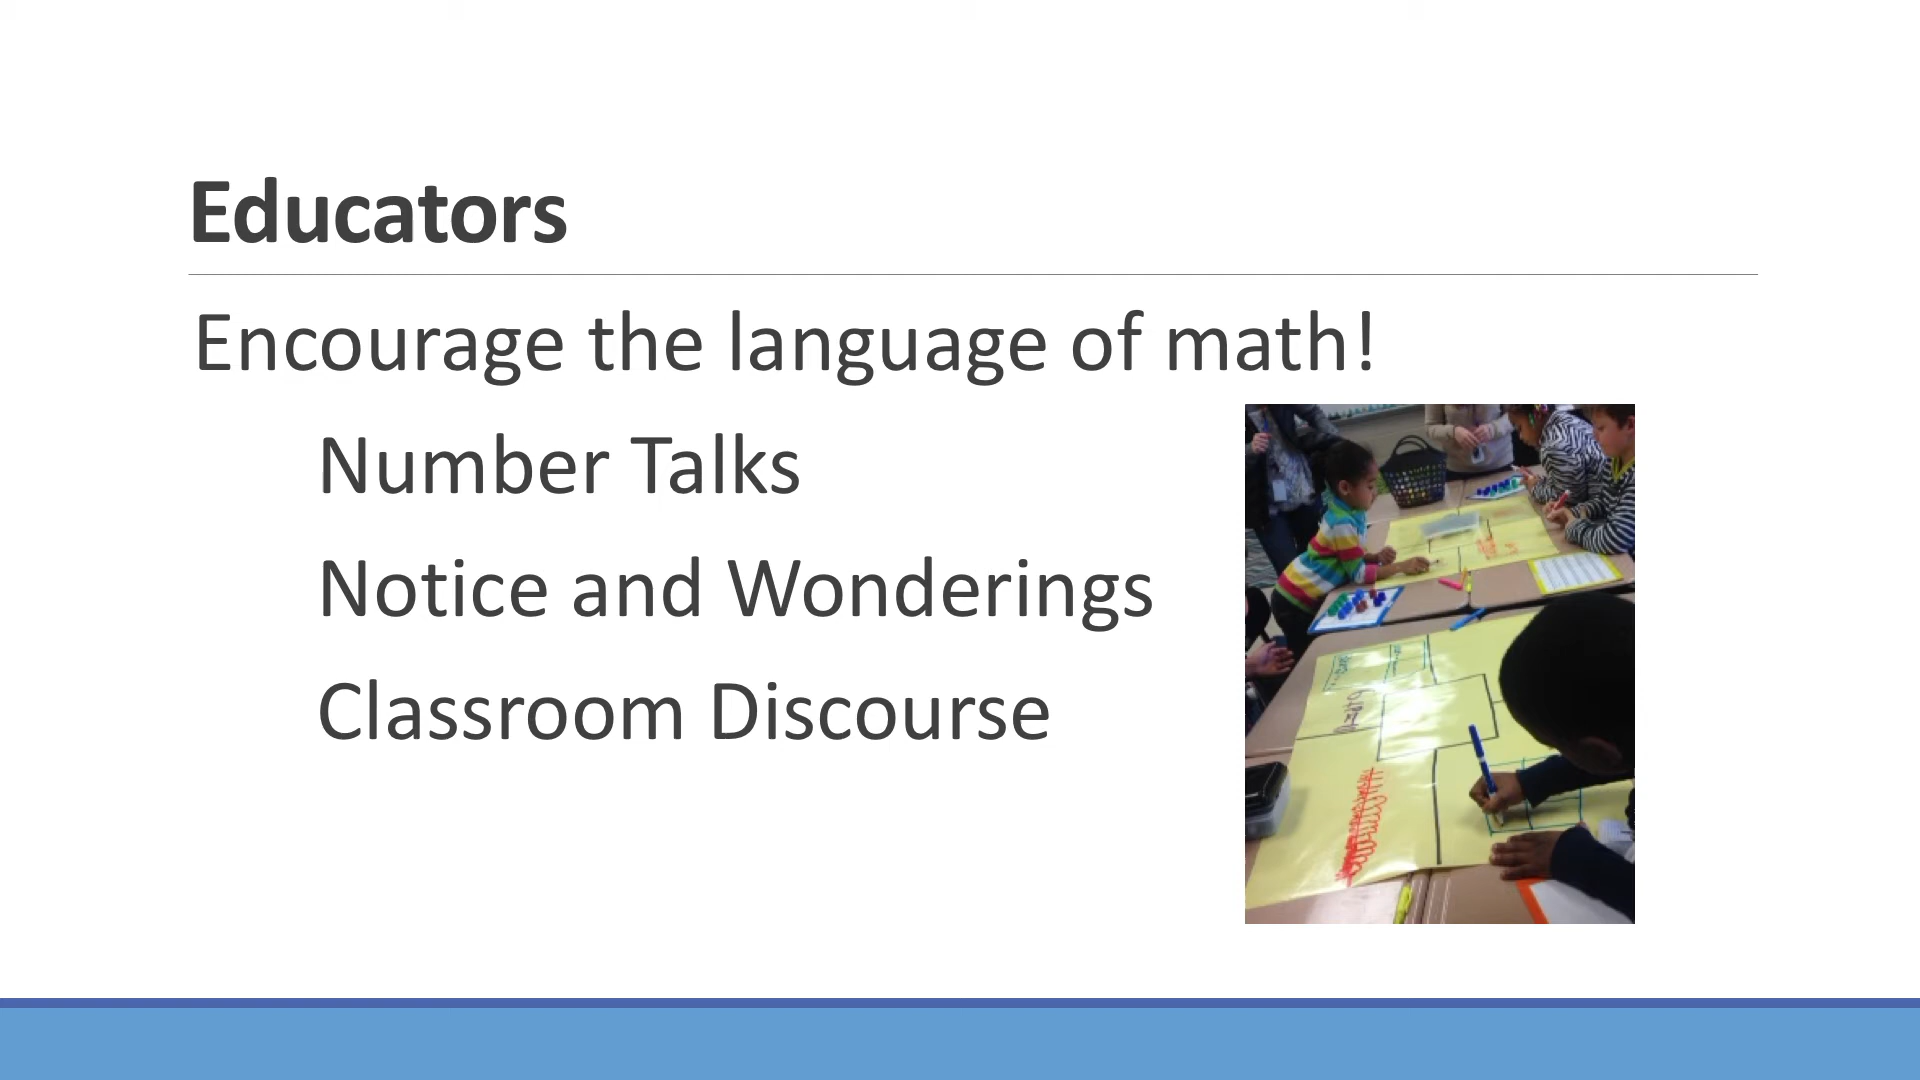 Educators
Encourage the language of math!
Number Talks
Notice and Wonderings
Classroom Discourse